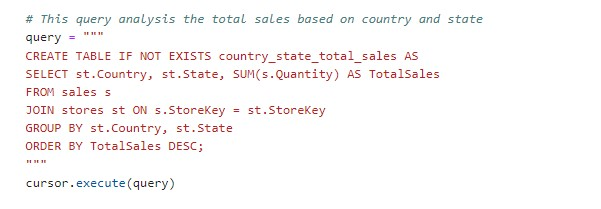 # This query analysis the total sales based on country and state
query = """
CREATE TABLE IF NOT EXISTS country_state_total_sales AS
SELECT st.Country, st.State, SUM(s.Quantity) AS TotalSales
FROM sales s
JOIN stores st ON s.StoreKey = st.StoreKey
GROUP BY st.Country, st.State
ORDER BY TotalSales DESC;
"""
cursor.execute(query)